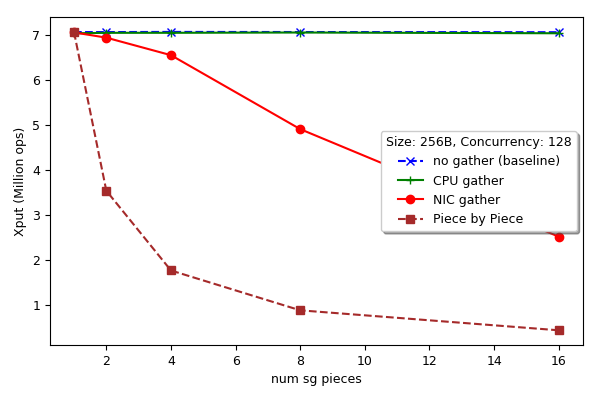 7
6
5
4
3
2
1
Xput (Million ops)
Size: 256B, Concurrency: 128
no gather (baseline)
CPU gather
NIC gather
Piece by Piece
2 4 6 8 10 12 14 16
num sg pieces